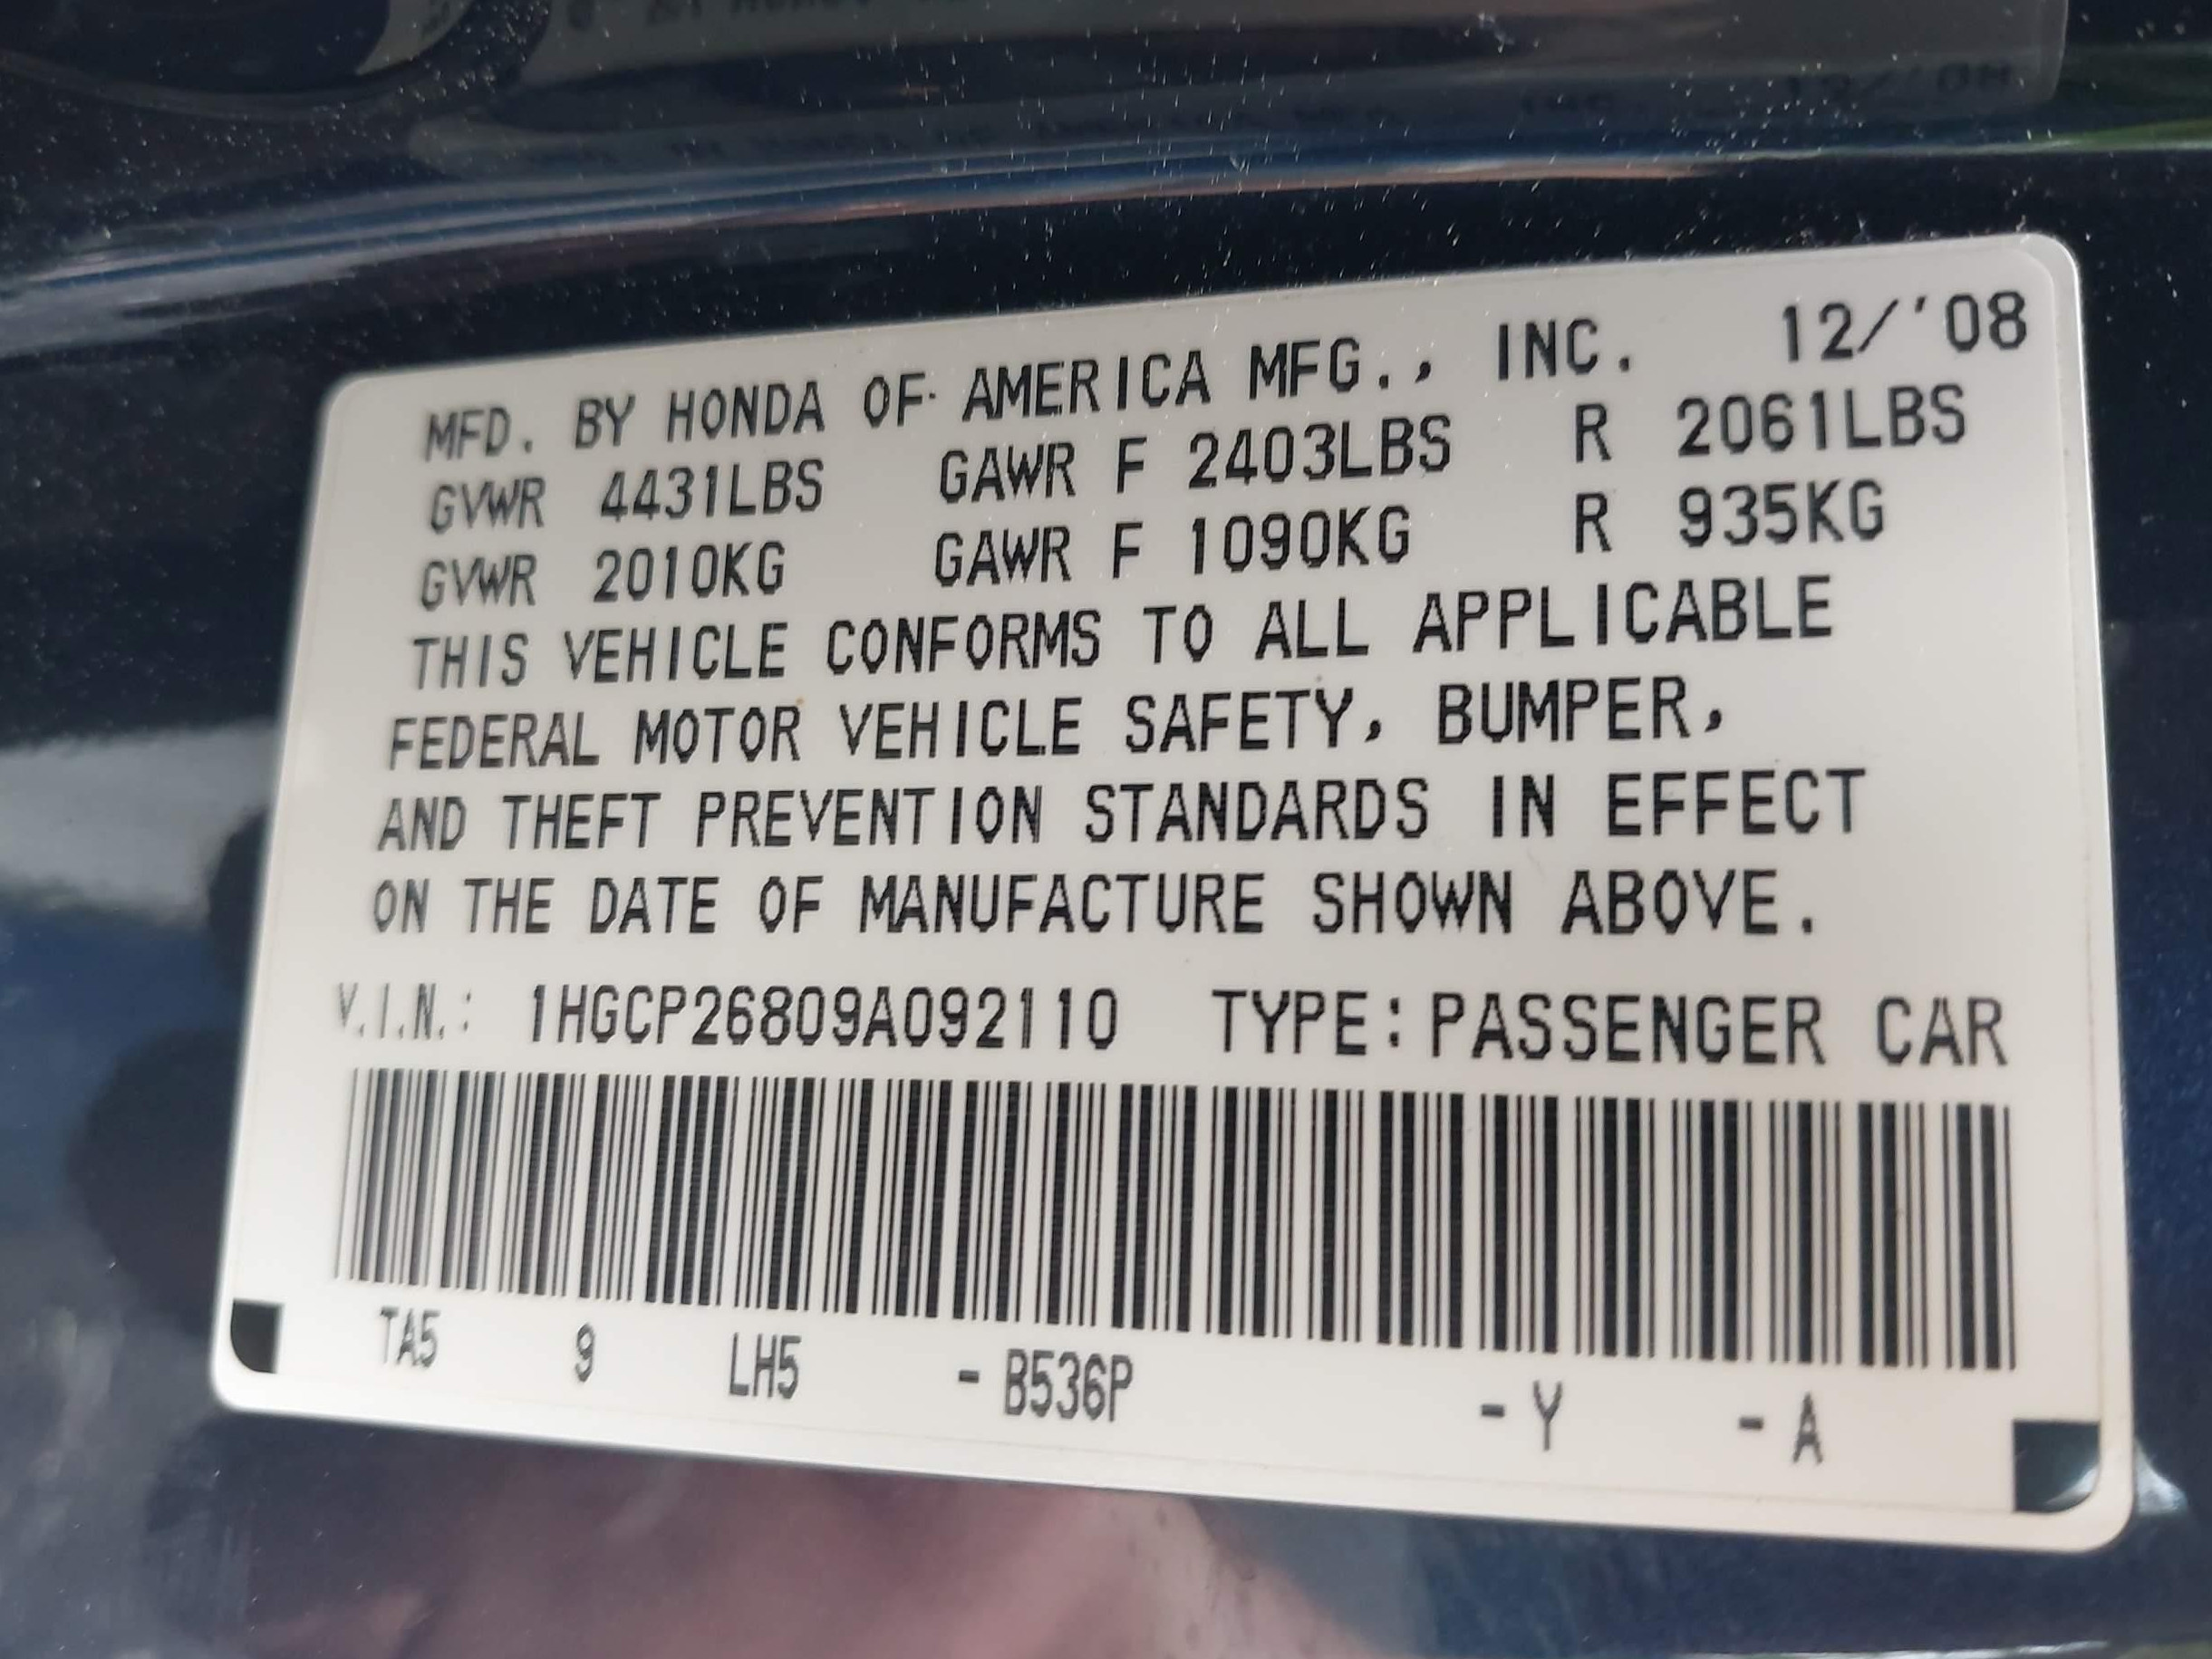 MFD. BY HONDA OF AMERICA MFG., INC. 12/'08
GVWR 4431LBS GAWR F 2403LBS R 2061LBS
GVWR 2010KG GAWR F 1090KG R 935KG
THIS VEHICLE CONFORMS TO ALL APPLICABLE
FEDERAL MOTOR VEHICLE SAFETY, BUMPER,
AND THEFT PREVENTION STANDARDS IN EFFECT
ON THE DATE OF MANUFACTURE SHOWN ABOVE.
V.I.N.: 1HGCP26809A092110 TYPE:PASSENGER CAR
TA5 9 LH5 -B536P -Y -A